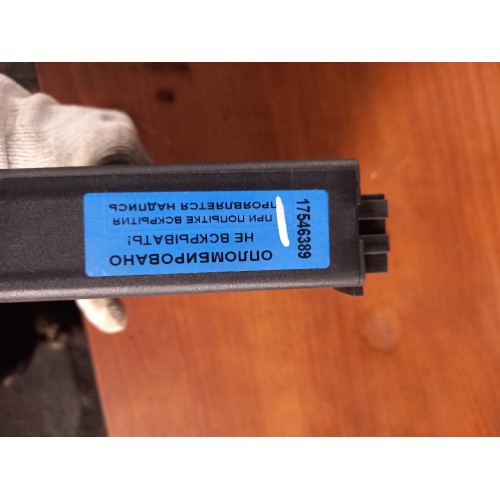 ОПЛОМБИРОВАНО
НЕ ВСКРЫВАТЬ!
ПРИ ПОПЫТКЕ ВСКРЫТИЯ
ПРОЯВЛЯЕТСЯ НАДПИСЬ
17546389